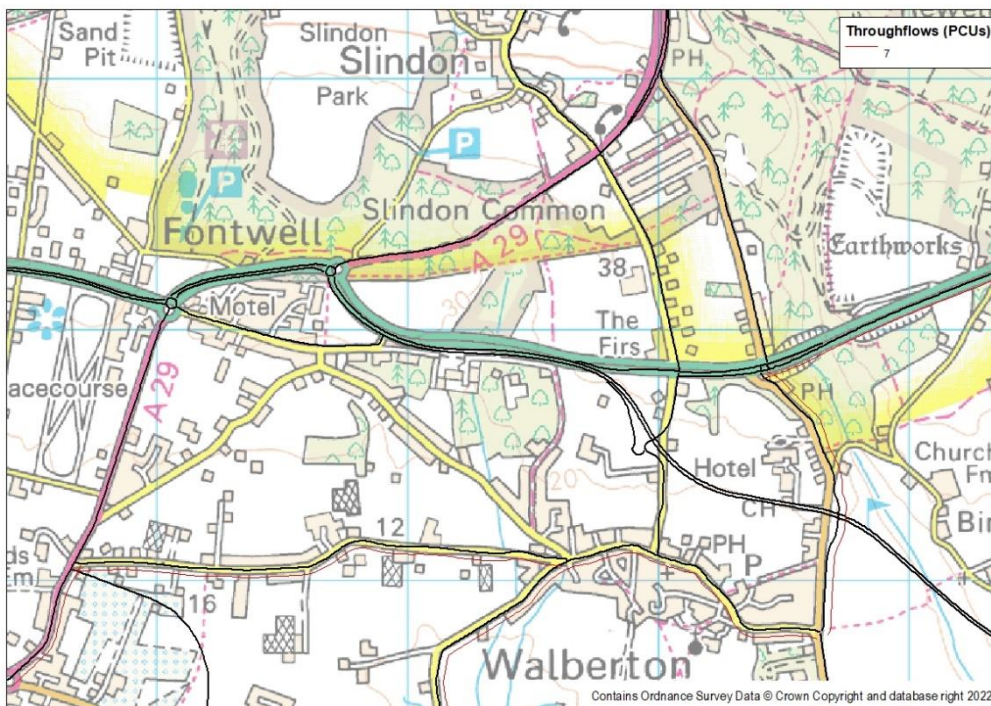 Throughflows (PCUs)
7
Sand
Pit
Slindon
Slindon
Park
PH
P
P
Fontwell
Slindon Common
A 29
Earthworks
38
30
Motel
The
Firs
acecourse
A 29
PH
20
Hotel
CH
Church
Fm
12
PH
P
Bin
ds
16
Walberton
Contains Ordnance Survey Data © Crown Copyright and database right 2022